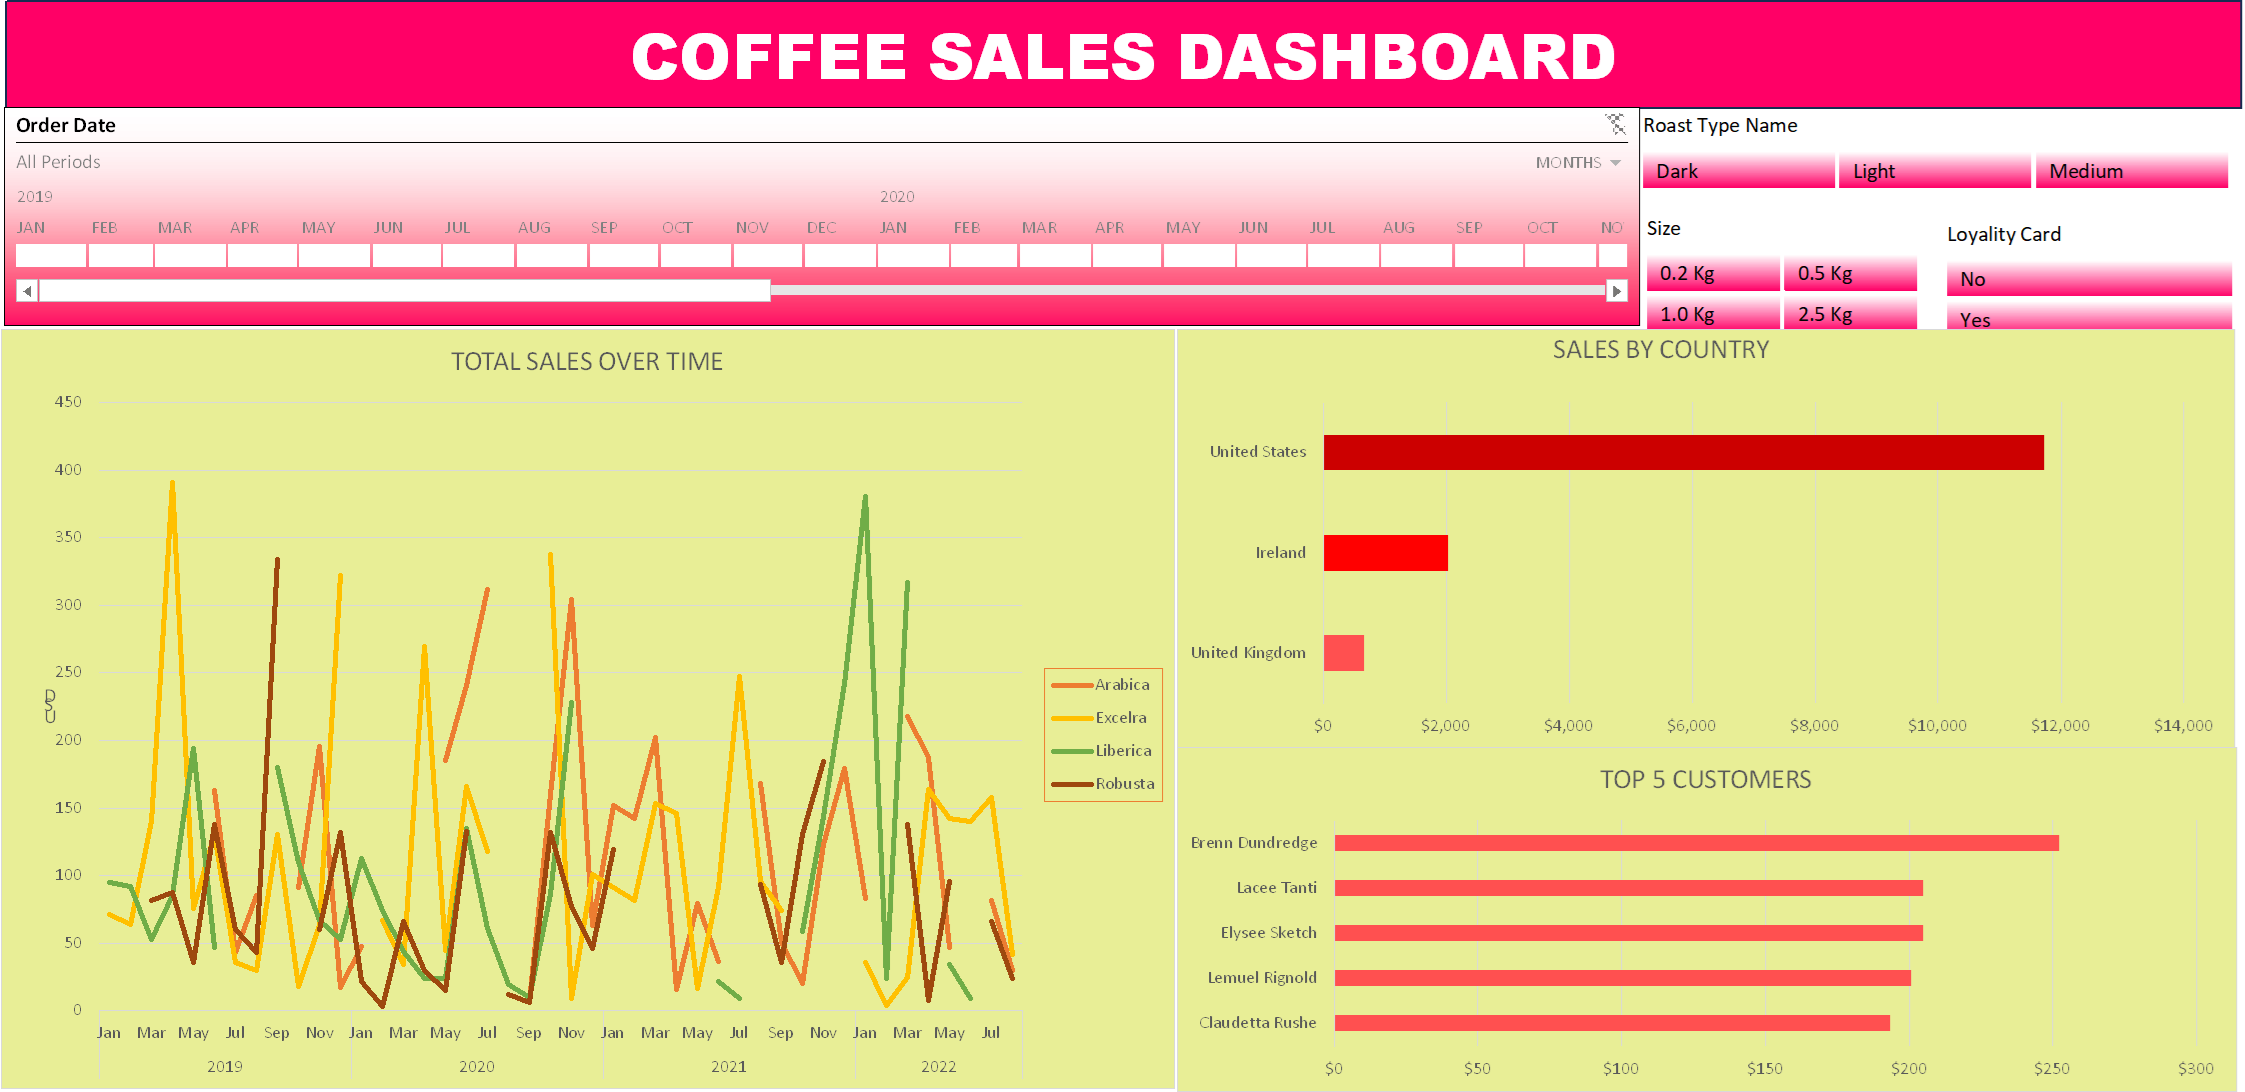 COFFEE SALES DASHBOARD
Order Date
All Periods
MONTHS
2019 2020
JAN FEB MAR APR MAY JUN JUL AUG SEP OCT NOV DEC JAN FEB MAR APR MAY JUN JUL AUG SEP OCT NO
Roast Type Name
Dark Light Medium
Size
0.2 Kg 0.5 Kg
1.0 Kg 2.5 Kg
Loyality Card
No
Yes
TOTAL SALES OVER TIME
450
400
350
300
250
200
150
100
50
0
USD
Jan Mar May Jul Sep Nov Jan Mar May Jul Sep Nov Jan Mar May Jul Sep Nov Jan Mar May Jul
2019 2020 2021 2022
Arabica
Excelra
Liberica
Robusta
SALES BY COUNTRY
United States
Ireland
United Kingdom
$0 $2,000 $4,000 $6,000 $8,000 $10,000 $12,000 $14,000
TOP 5 CUSTOMERS
Brenn Dundredge
Lacee Tanti
Elysee Sketch
Lemuel Rignold
Claudetta Rushe
$0 $50 $100 $150 $200 $250 $300